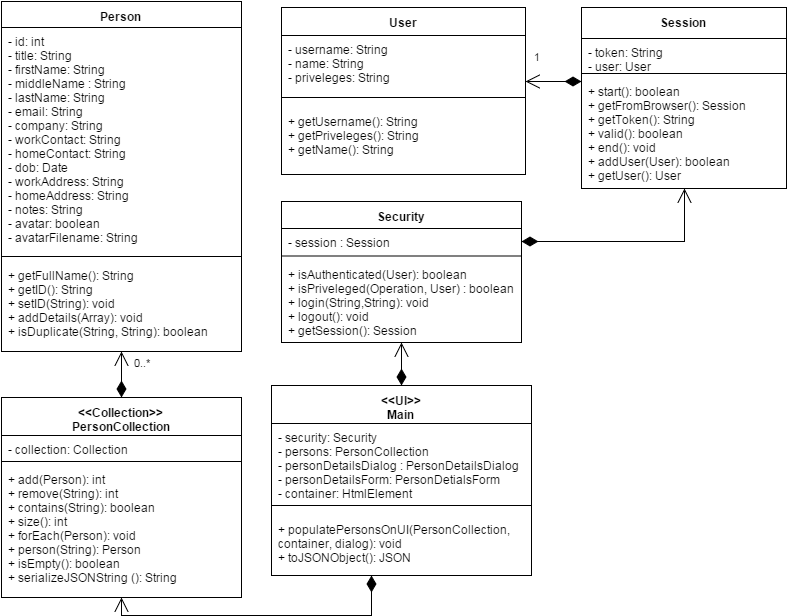 Person
- id: int
- title: String
- firstName: String
- middleName : String
- lastName: String
- email: String
- company: String
- workContact: String
- homeContact: String
- dob: Date
- workAddress: String
- homeAddress: String
- notes: String
- avatar: boolean
- avatarFilename: String
+ getFullName(): String
+ getID(): String
+ setID(String): void
+ addDetails(Array): void
+ isDuplicate(String, String): boolean
0..*
<<Collection>>
PersonCollection
- collection: Collection
+ add(Person): int
+ remove(String): int
+ contains(String): boolean
+ size(): int
+ forEach(Person): void
+ person(String): Person
+ isEmpty(): boolean
+ serializeJSONString (): String
User
- username: String
- name: String
- priveleges: String
+ getUsername(): String
+ getPriveleges(): String
+ getName(): String
1
Session
- token: String
- user: User
+ start(): boolean
+ getFromBrowser(): Session
+ getToken(): String
+ valid(): boolean
+ end(): void
+ addUser(User): boolean
+ getUser(): User
Security
- session : Session
+ isAuthenticated(User): boolean
+ isPriveleged(Operation, User) : boolean
+ login(String,String): void
+ logout(): void
+ getSession(): Session
<<UI>>
Main
- security: Security
- persons: PersonCollection
- personDetailsDialog : PersonDetailsDialog
- personDetailsForm: PersonDetialsForm
- container: HtmlElement
+ populatePersonsOnUI(PersonCollection,
container, dialog): void
+ toJSONObject(): JSON